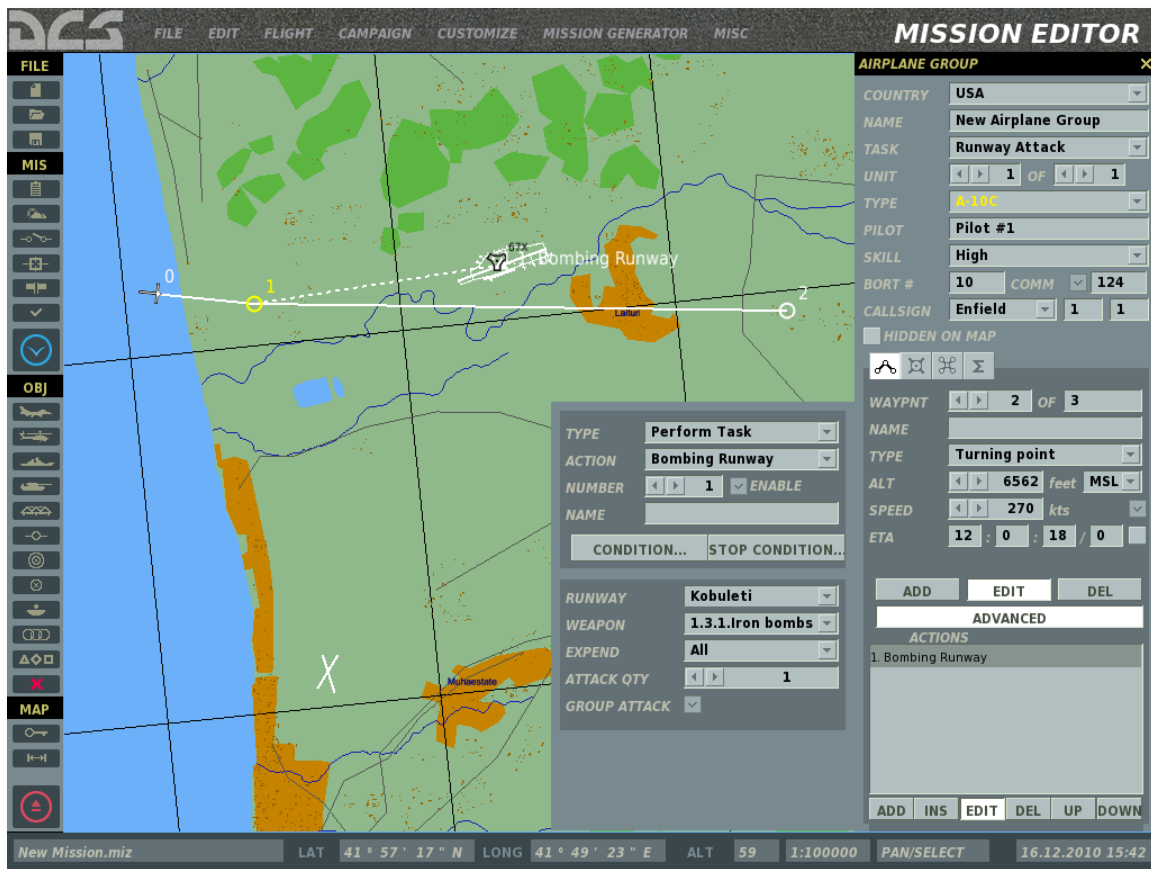 DCS FILE EDIT FLIGHT CAMPAIGN CUSTOMIZE MISSION GENERATOR MISC MISSION EDITOR
FILE
MIS
OBJ
MAP
0
1
67X
1. Bombing Runway
2
Laituri
Muhaestate
X
TYPE Perform Task
ACTION Bombing Runway
NUMBER 1 ENABLE
NAME
CONDITION... STOP CONDITION...
RUNWAY Kobuleti
WEAPON 1.3.1.Iron bombs
EXPEND All
ATTACK QTY 1
GROUP ATTACK
AIRPLANE GROUP X
COUNTRY USA
NAME New Airplane Group
TASK Runway Attack
UNIT 1 OF 1
TYPE A-10C
PILOT Pilot #1
SKILL High
BORT # 10 COMM 124
CALLSIGN Enfield 1 1
HIDDEN ON MAP
Σ
WAYPNT 2 OF 3
NAME
TYPE Turning point
ALT 6562 feet MSL
SPEED 270 kts
ETA 12 : 0 : 18 / 0
ADD EDIT DEL
ADVANCED
ACTIONS
1. Bombing Runway
ADD INS EDIT DEL UP DOWN
New Mission.miz LAT 41 ° 57 ' 17 " N LONG 41 ° 49 ' 23 " E ALT 59 1:100000 PAN/SELECT 16.12.2010 15:42